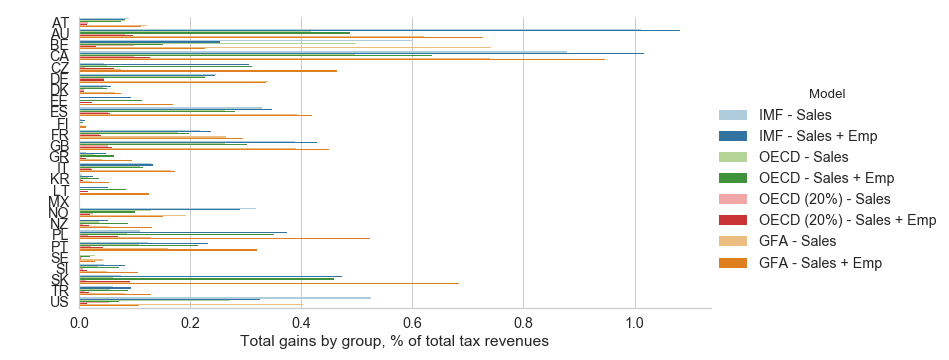 AT
AU
BE
CA
CZ
DE
DK
EE
ES
FI
FR
GB
GR
IT
KR
LT
MX
NO
NZ
PL
PT
SE
SI
SK
TR
US
0.0 0.2 0.4 0.6 0.8 1.0
Total gains by group, % of total tax revenues
Model
IMF - Sales
IMF - Sales + Emp
OECD - Sales
OECD - Sales + Emp
OECD (20%) - Sales
OECD (20%) - Sales + Emp
GFA - Sales
GFA - Sales + Emp